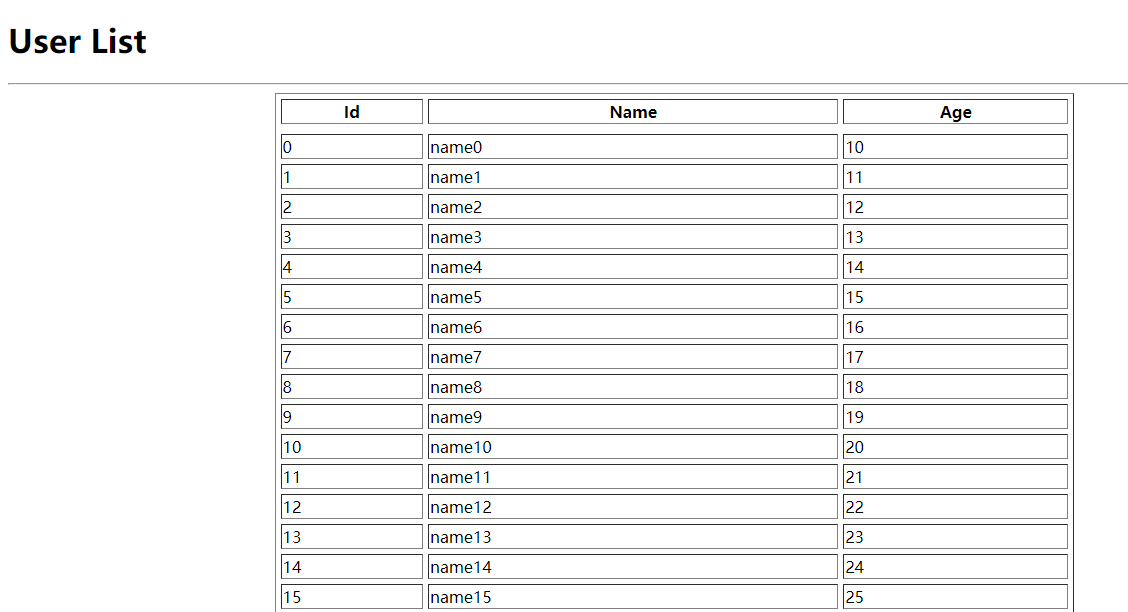 User List
Id Name Age
0 name0 10
1 name1 11
2 name2 12
3 name3 13
4 name4 14
5 name5 15
6 name6 16
7 name7 17
8 name8 18
9 name9 19
10 name10 20
11 name11 21
12 name12 22
13 name13 23
14 name14 24
15 name15 25